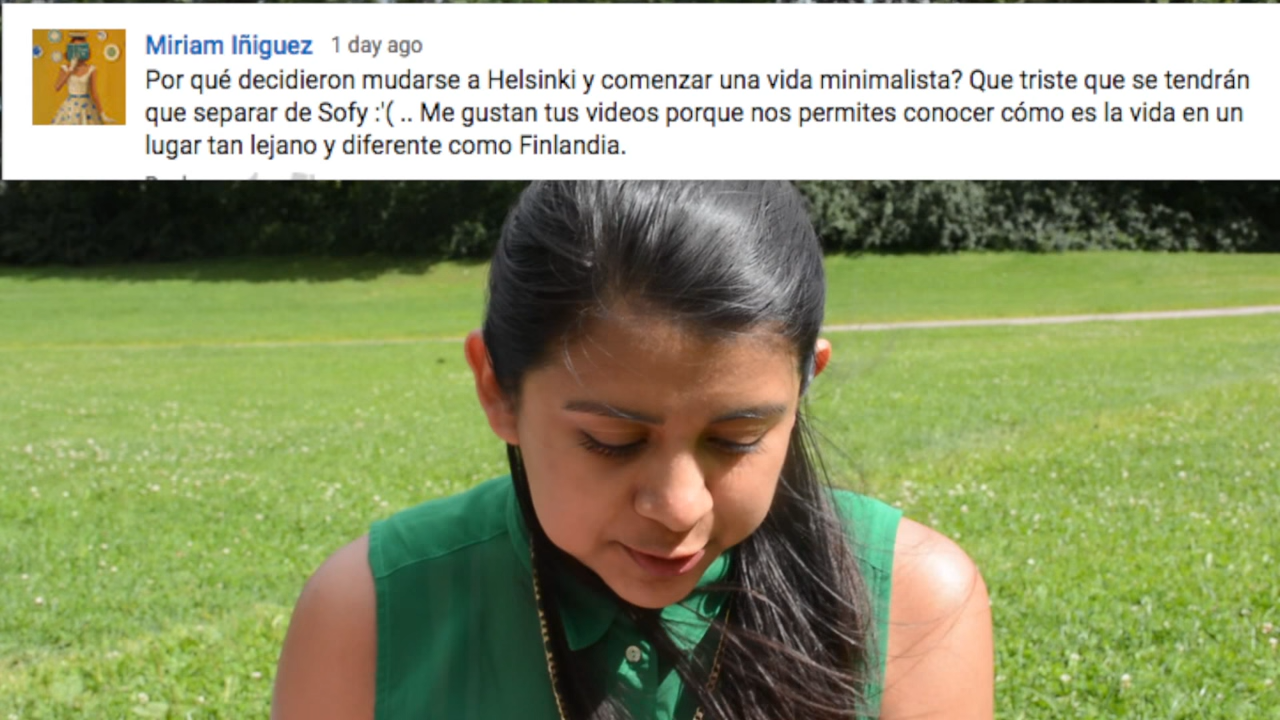 Miriam Iñiguez 1 day ago
Por qué decidieron mudarse a Helsinki y comenzar una vida minimalista? Que triste que se tendrán
que separar de Sofy :'( .. Me gustan tus videos porque nos permites conocer cómo es la vida en un
lugar tan lejano y diferente como Finlandia.